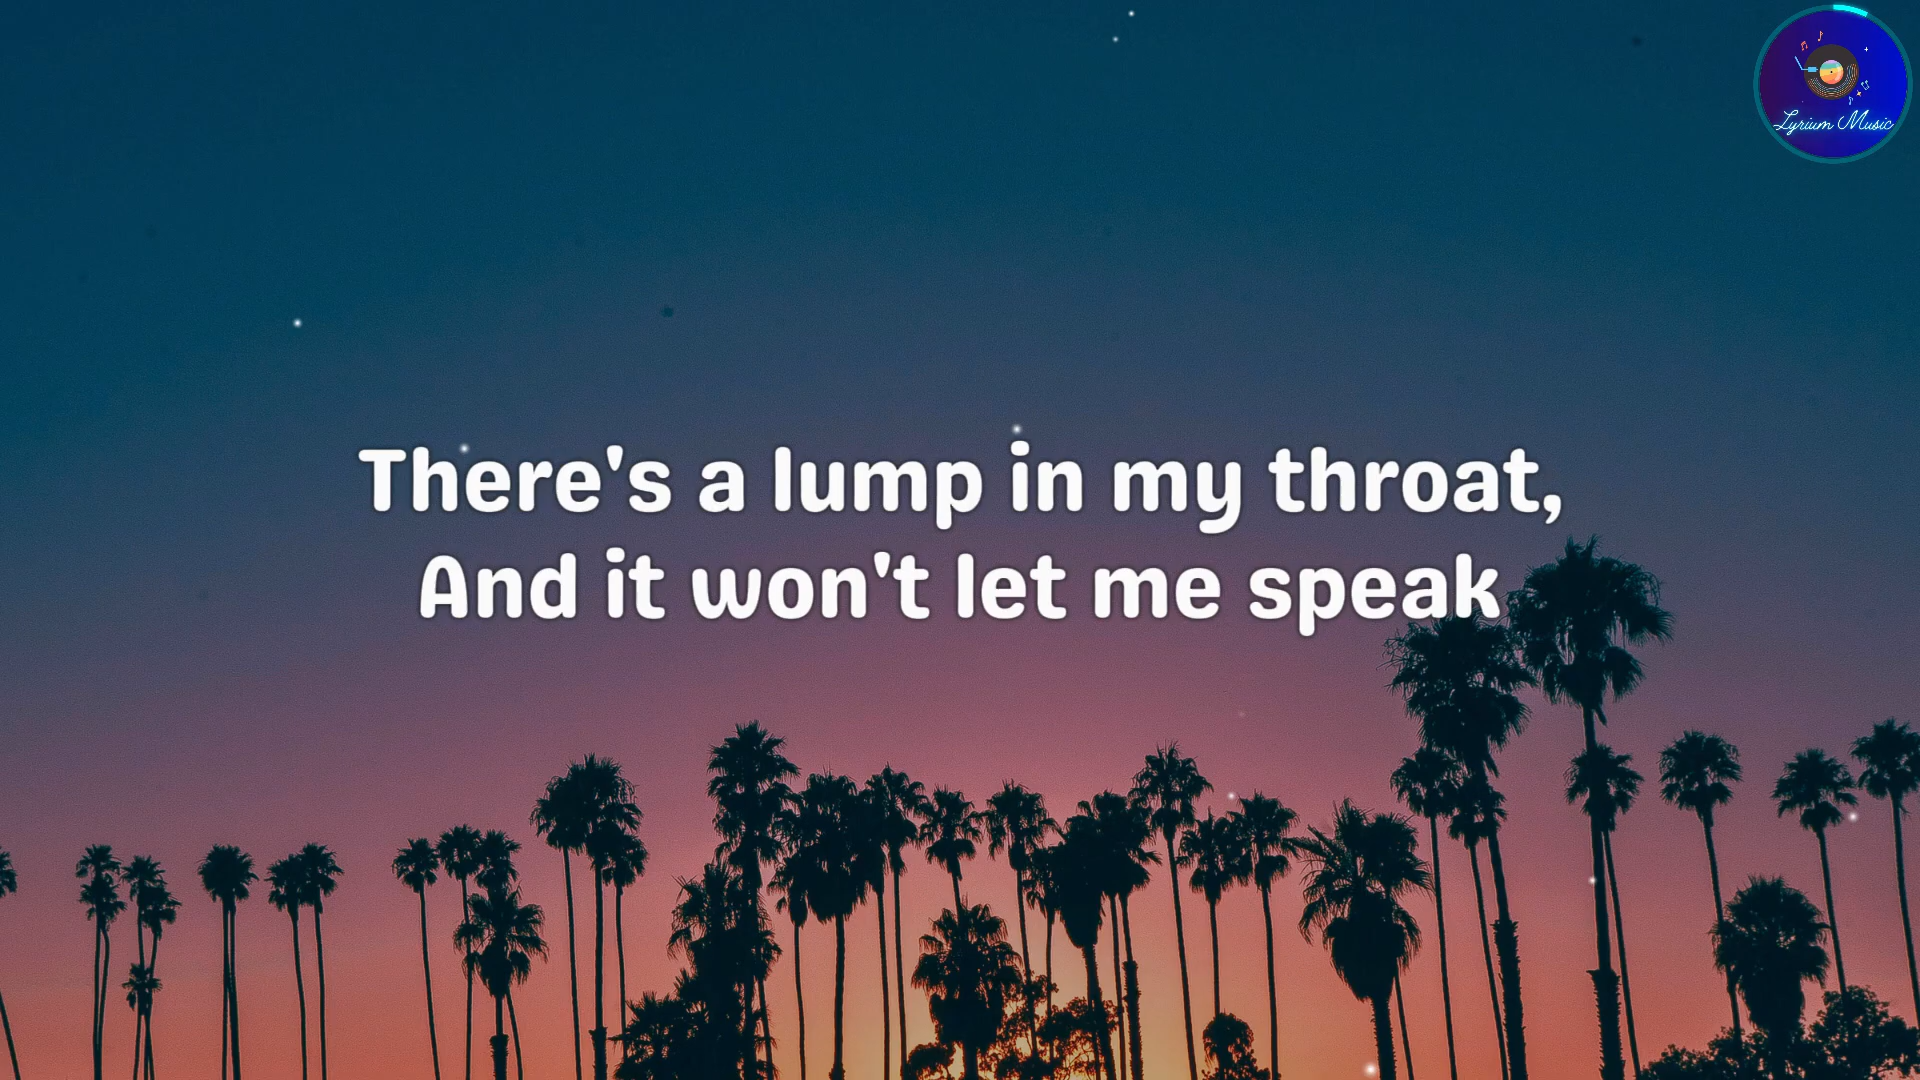 Lyrium Music
There's a lump in my throat,
And it won't let me speak